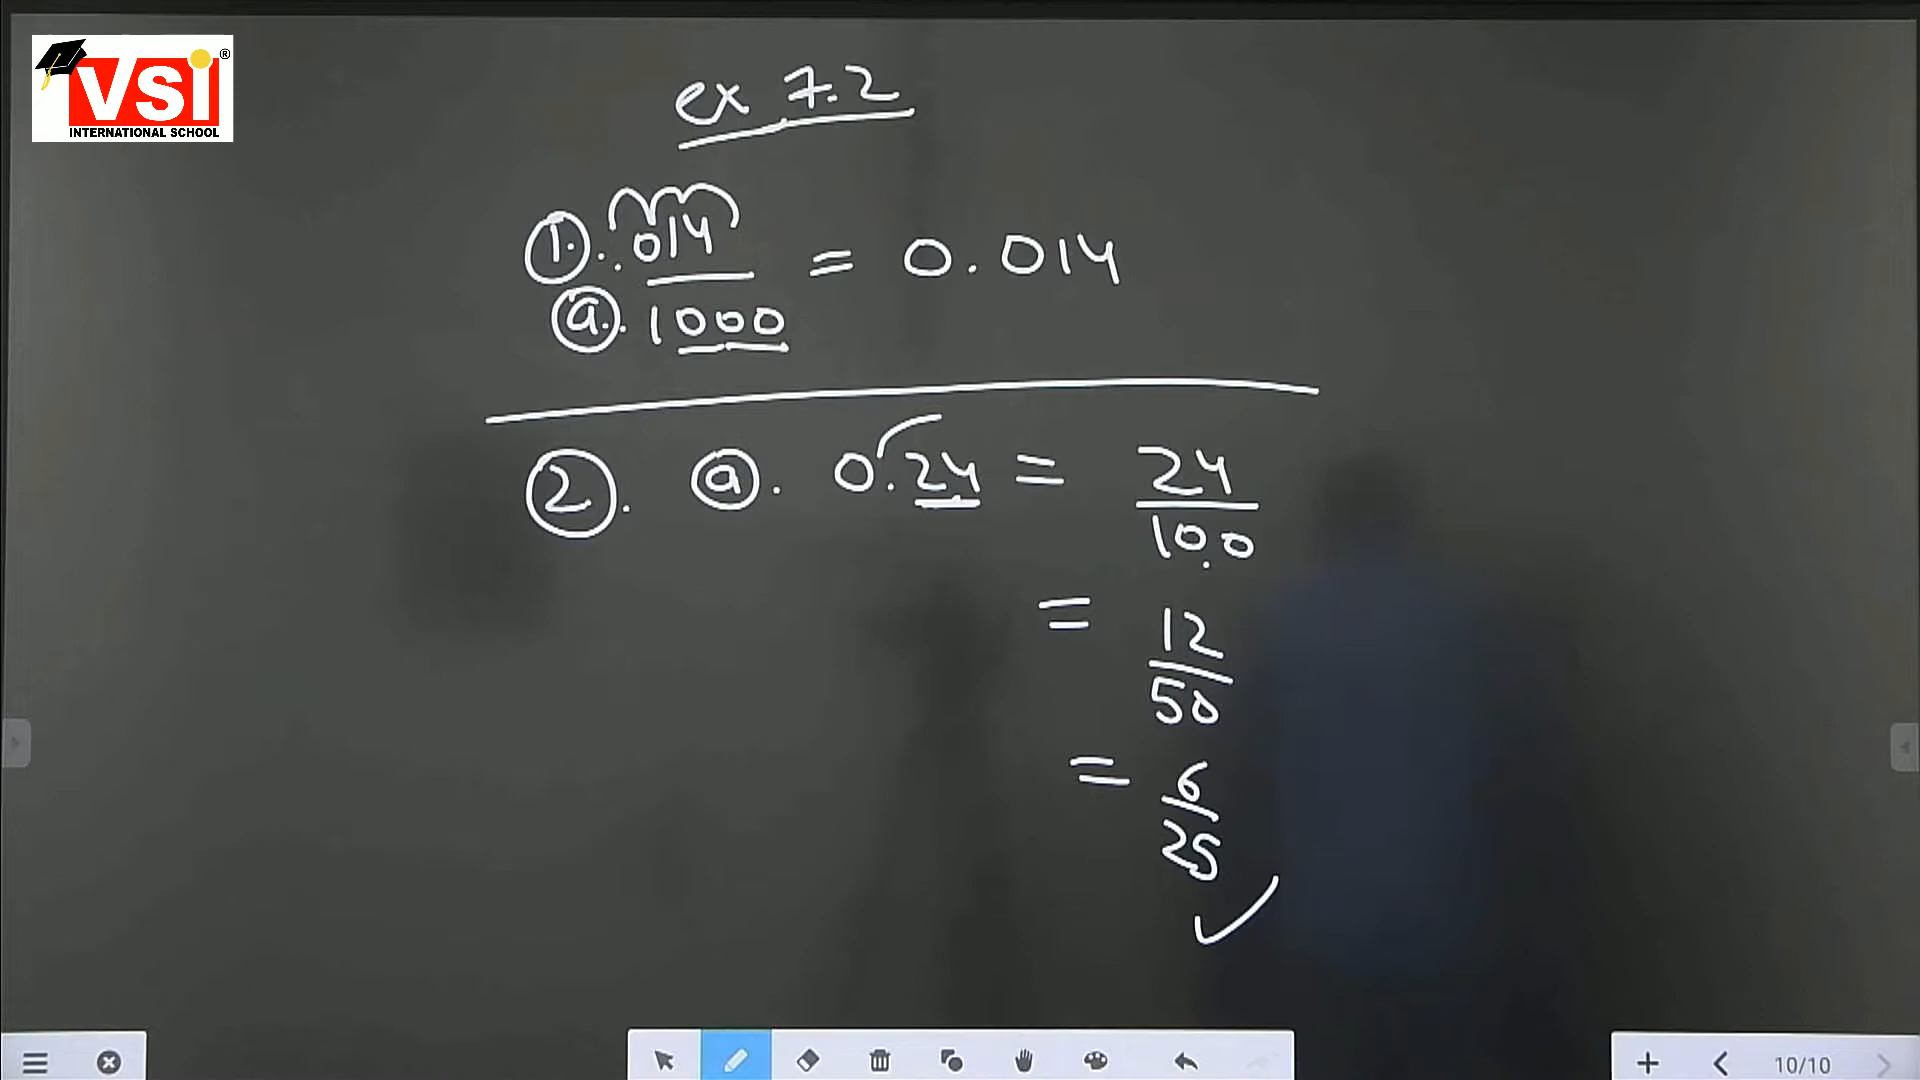 VSI ®
INTERNATIONAL SCHOOL
ex 7.2
1. .014/1000 = 0.014
a.
2. a. 0.24 = 24/100
= 12/50
= 6/25
10/10